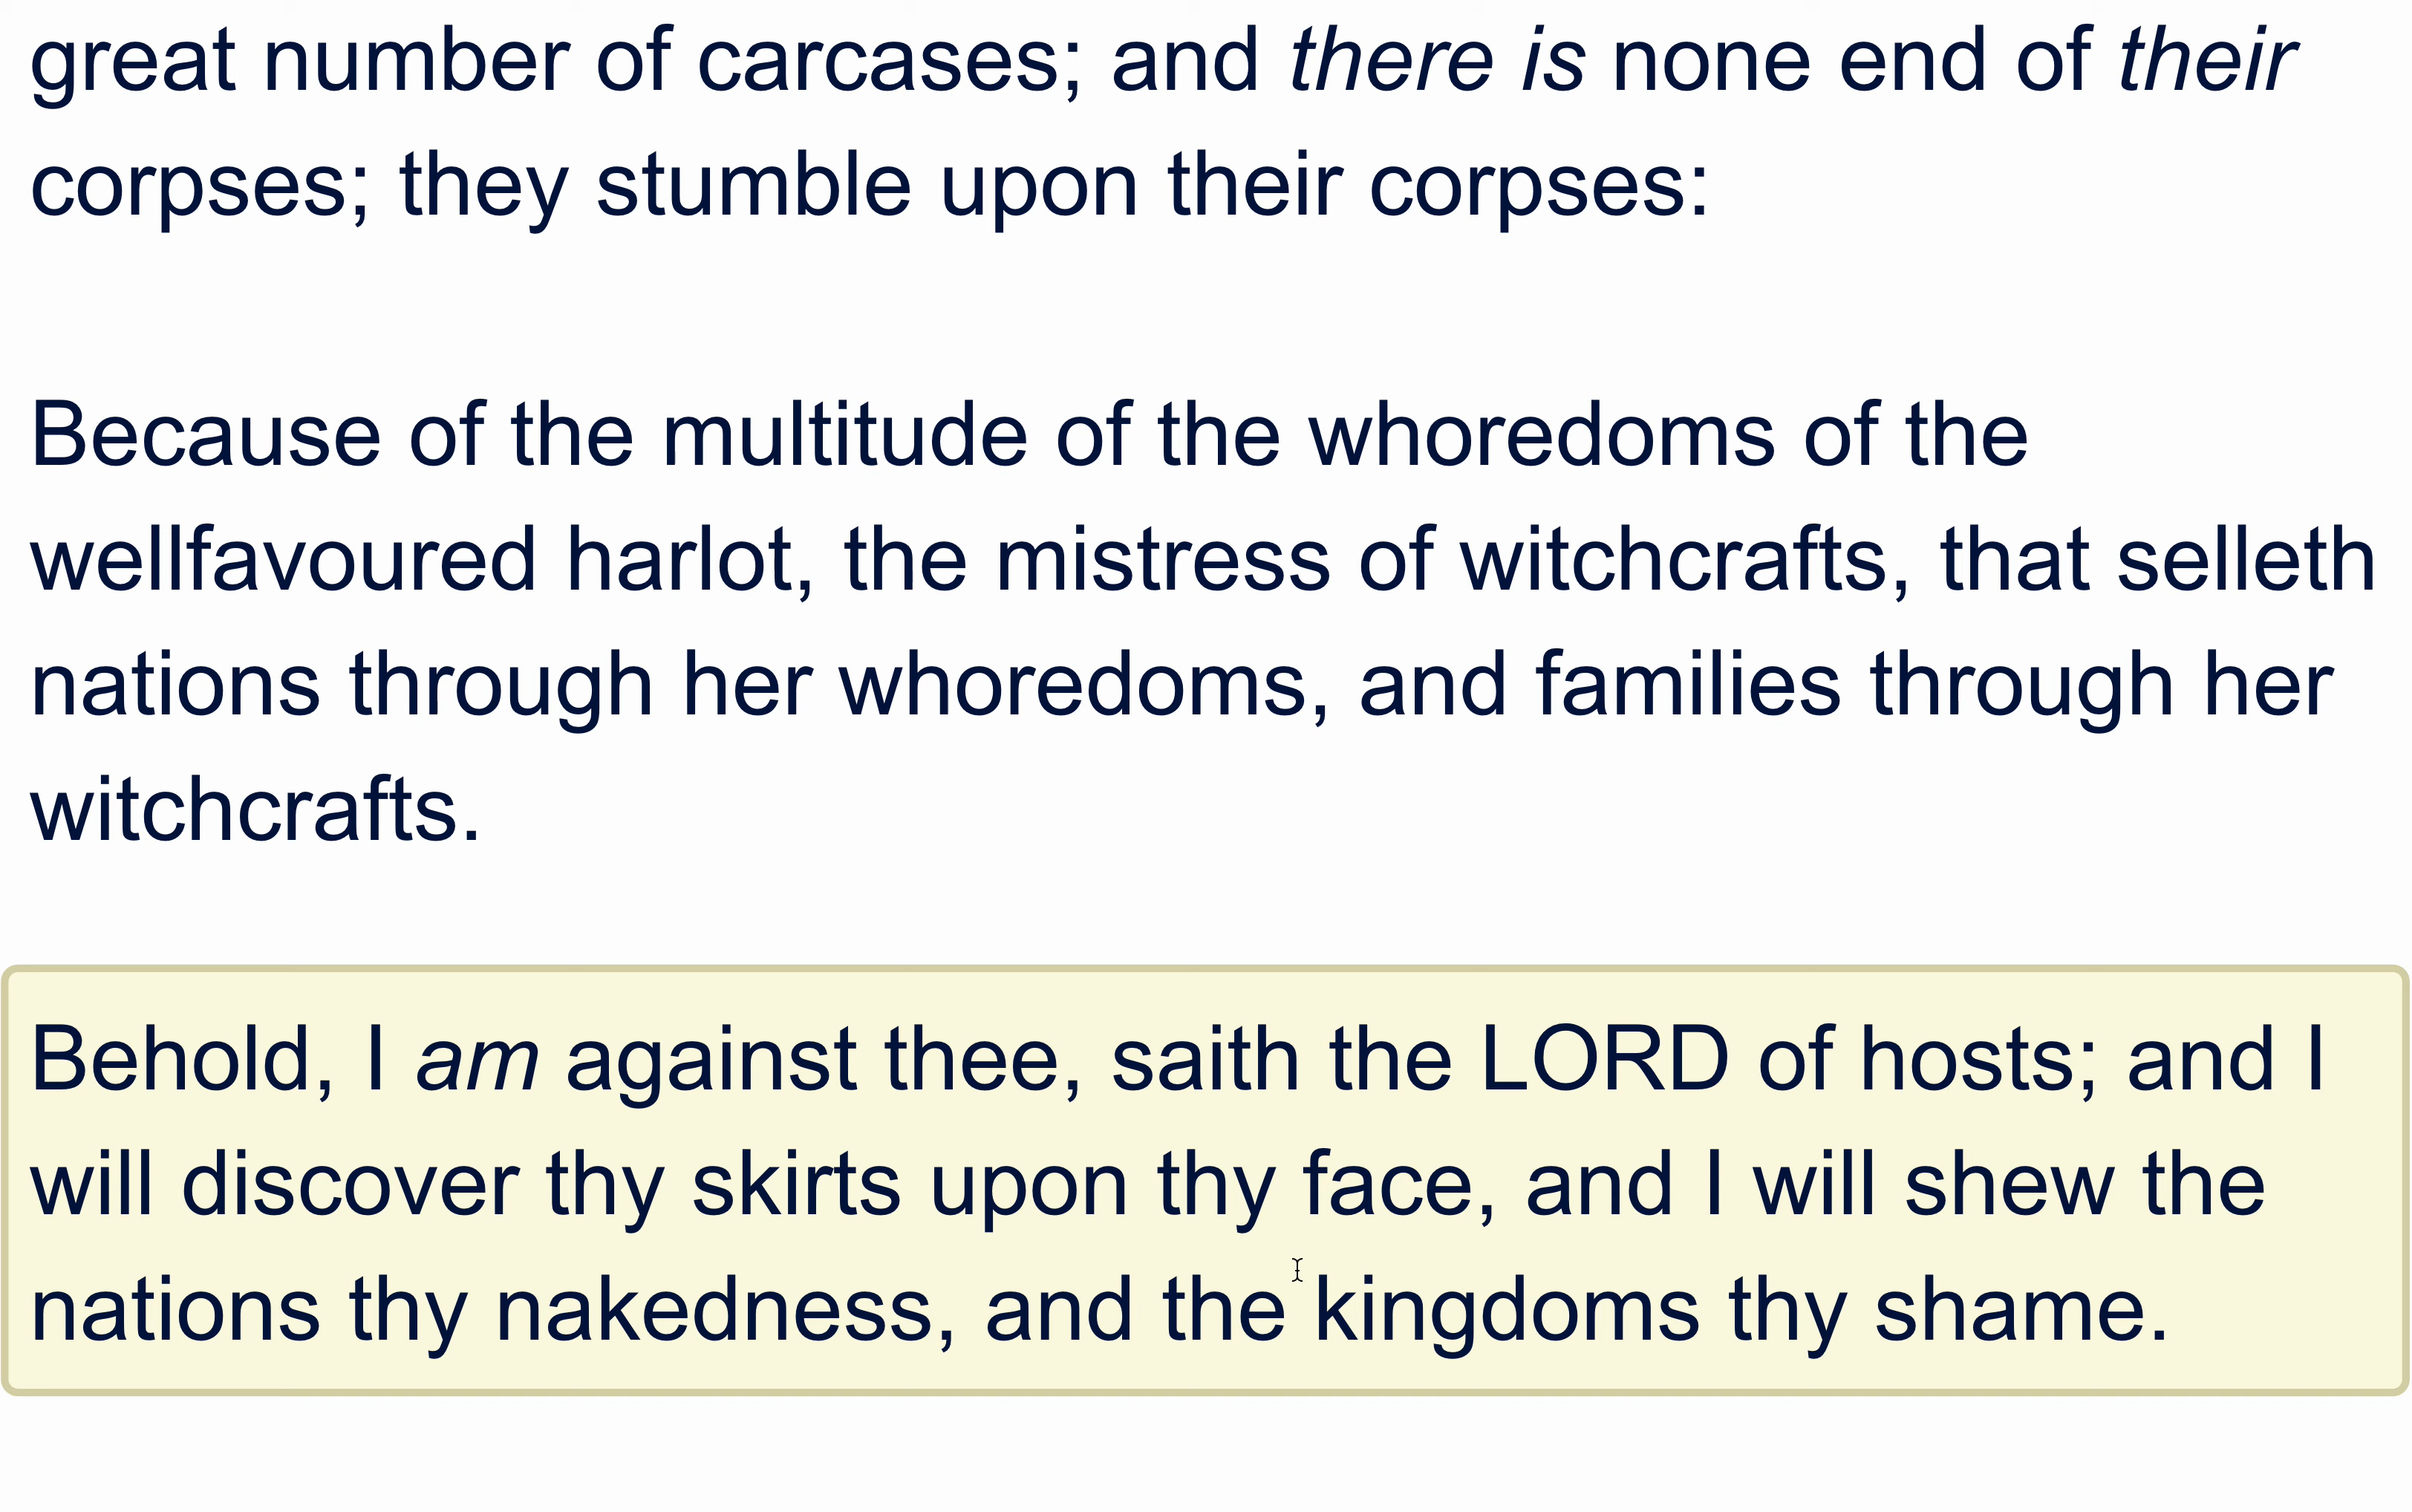 great number of carcases; and there is none end of their
corpses; they stumble upon their corpses:
Because of the multitude of the whoredoms of the
wellfavoured harlot, the mistress of witchcrafts, that selleth
nations through her whoredoms, and families through her
witchcrafts.
Behold, I am against thee, saith the LORD of hosts; and I
will discover thy skirts upon thy face, and I will shew the
nations thy nakedness, and the kingdoms thy shame.